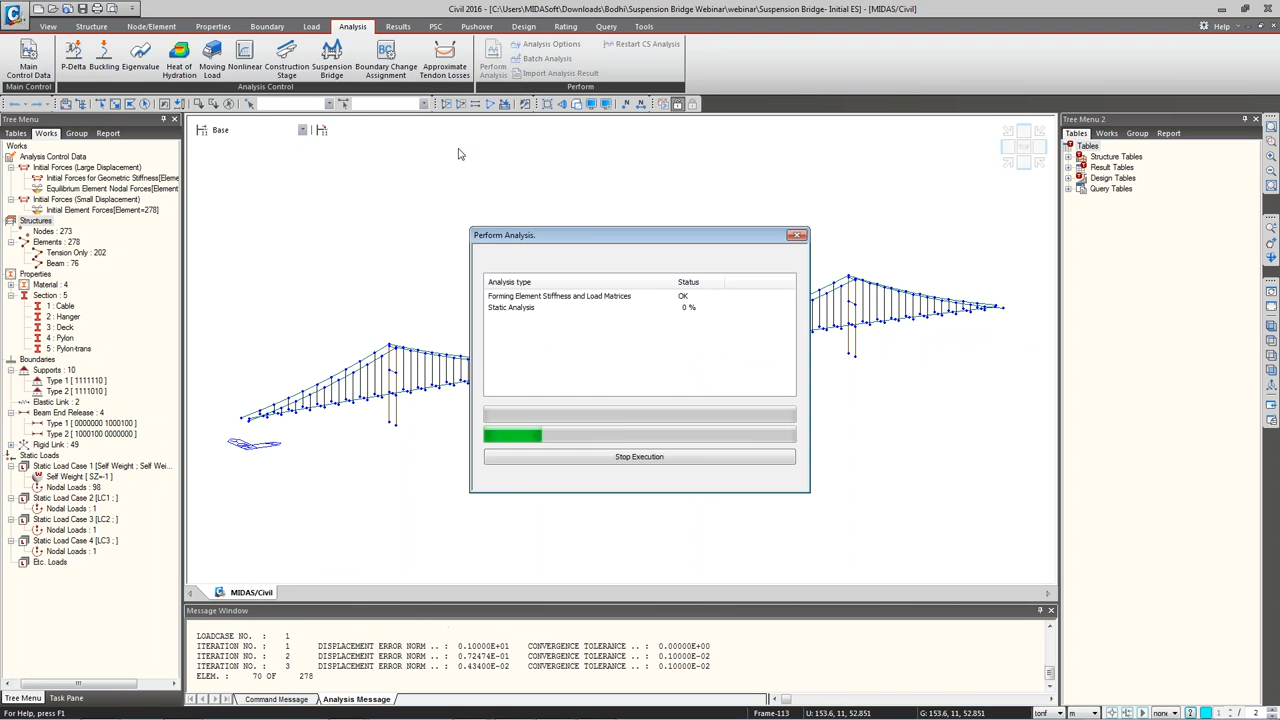 Civil 2016 - [C:\Users\MIDASoft\Downloads\Bodhi\Suspension Bridge Webinar\webinar\Suspension Bridge- Initial ES] - [MIDAS/Civil]
View Structure Node/Element Properties Boundary Load Analysis Results PSC Pushover Design Rating Query Tools Help
Main Control Data
P-Delta
Buckling
Eigenvalue
Heat of Hydration
Moving Load
Nonlinear
Construction Stage
Suspension Bridge
Boundary Change Assignment
Approximate Tendon Losses
Perform Analysis
Analysis Options
Batch Analysis
Import Analysis Result
Restart CS Analysis
Main Control Analysis Control Perform
Tree Menu
Tables Works Group Report
Works
Analysis Control Data
Initial Forces (Large Displacement)
Initial Forces for Geometric Stiffness[Eleme
Equilibrium Element Nodal Forces[Element
Initial Forces (Small Displacement)
Initial Element Forces[Element=278]
Structures
Nodes : 273
Elements : 278
Tension Only : 202
Beam : 76
Properties
Material : 4
Section : 5
1 : Cable
2 : Hanger
3 : Deck
4 : Pylon
5 : Pylon-trans
Boundaries
Supports : 10
Type 1 [ 1111110 ]
Type 2 [ 1111010 ]
Elastic Link : 2
Beam End Release : 4
Type 1 [ 0000000 1000100 ]
Type 2 [ 1000100 0000000 ]
Rigid Link : 49
Static Loads
Static Load Case 1 [Self Weight ; Self Wei...
Self Weight [ SZ=-1 ]
Nodal Loads : 98
Static Load Case 2 [LC1 ; ]
Nodal Loads : 1
Static Load Case 3 [LC2 ; ]
Nodal Loads : 1
Static Load Case 4 [LC3 ; ]
Nodal Loads : 1
Etc. Loads
Tree Menu Task Pane
Base
TOP
Perform Analysis.
Analysis type Status
Forming Element Stiffness and Load Matrices OK
Static Analysis 0 %
Stop Execution
MIDAS/Civil
Message Window
LOADCASE NO. : 1
ITERATION NO. : 1 DISPLACEMENT ERROR NORM .. : 0.10000E+01 CONVERGENCE TOLERANCE .. : 0.00000E+00
ITERATION NO. : 2 DISPLACEMENT ERROR NORM .. : 0.72474E-01 CONVERGENCE TOLERANCE .. : 0.10000E-02
ITERATION NO. : 3 DISPLACEMENT ERROR NORM .. : 0.43400E-02 CONVERGENCE TOLERANCE .. : 0.10000E-02
ELEM. : 70 OF 278
Command Message Analysis Message
Tree Menu 2
Tables Works Group Report
Tables
Structure Tables
Result Tables
Design Tables
Query Tables
For Help, press F1
Frame-113 U: 153.6, 11, 52.851 G: 153.6, 11, 52.851 tonf m none 1 / 2